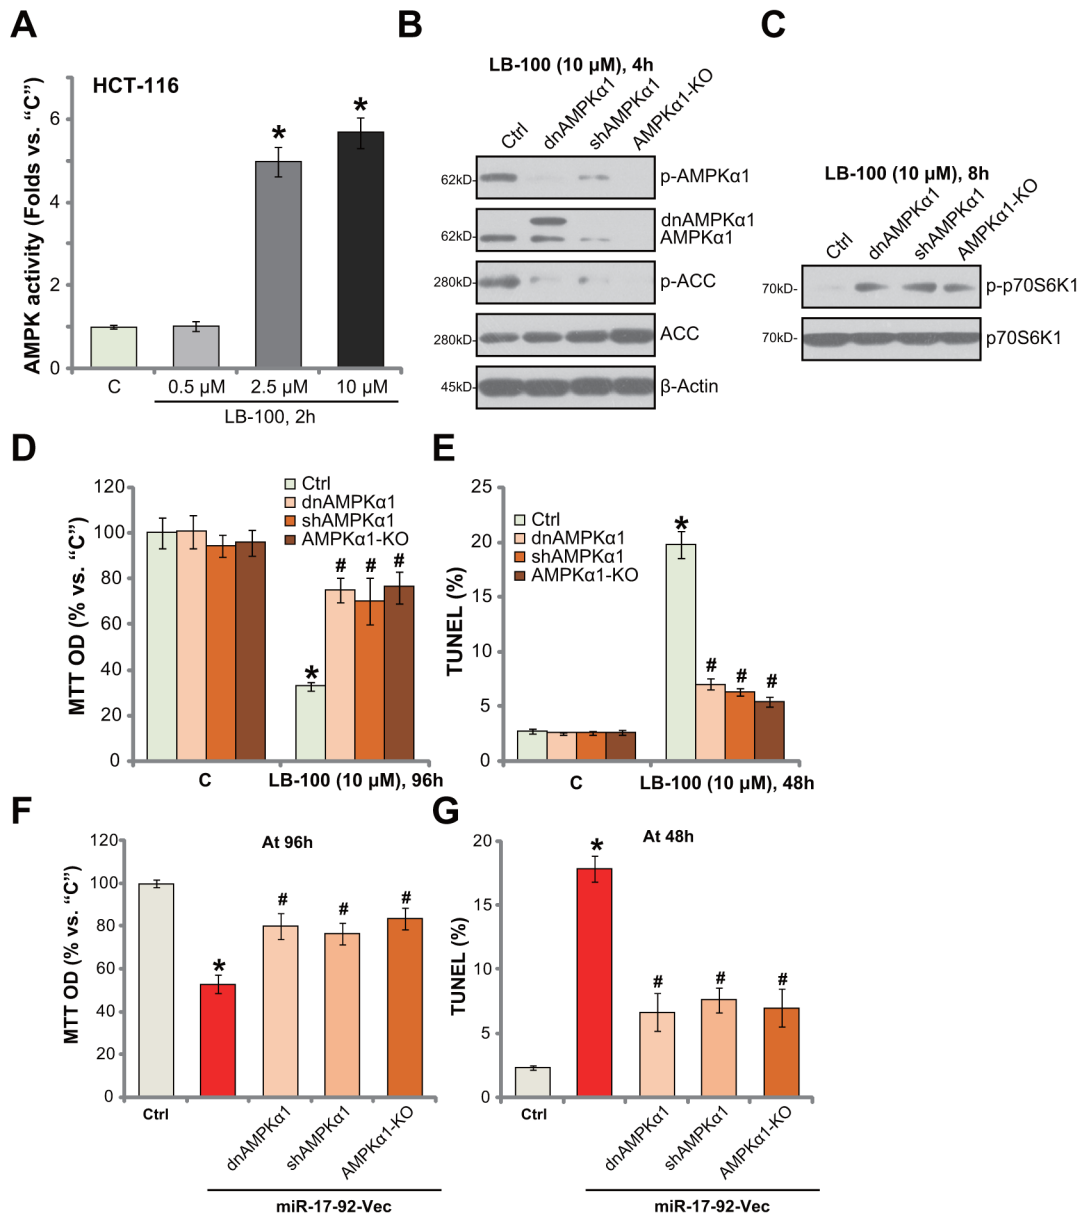 A
HCT-116
AMPK activity (Folds vs. “C”)
6
4
2
0
*
*
C
0.5 µM
2.5 µM
10 µM
LB-100, 2h
B
LB-100 (10 µM), 4h
Ctrl
dnAMPKα1
shAMPKα1
AMPKα1-KO
62kD-
p-AMPKα1
dnAMPKα1
62kD-
AMPKα1
280kD-
p-ACC
280kD-
ACC
45kD-
β-Actin
C
LB-100 (10 µM), 8h
Ctrl
dnAMPKα1
shAMPKα1
AMPKα1-KO
70kD-
p-p70S6K1
70kD-
p70S6K1
D
MTT OD (% vs. “C”)
120
100
80
60
40
20
0
Ctrl
dnAMPKα1
shAMPKα1
AMPKα1-KO
*
#
#
#
C
LB-100 (10 µM), 96h
E
TUNEL (%)
25
20
15
10
5
0
Ctrl
dnAMPKα1
shAMPKα1
AMPKα1-KO
*
#
#
#
C
LB-100 (10 µM), 48h
F
At 96h
MTT OD (% vs. “C”)
120
100
80
60
40
20
0
*
#
#
#
Ctrl
dnAMPKα1
shAMPKα1
AMPKα1-KO
miR-17-92-Vec
G
At 48h
TUNEL (%)
20
15
10
5
0
*
#
#
#
Ctrl
dnAMPKα1
shAMPKα1
AMPKα1-KO
miR-17-92-Vec